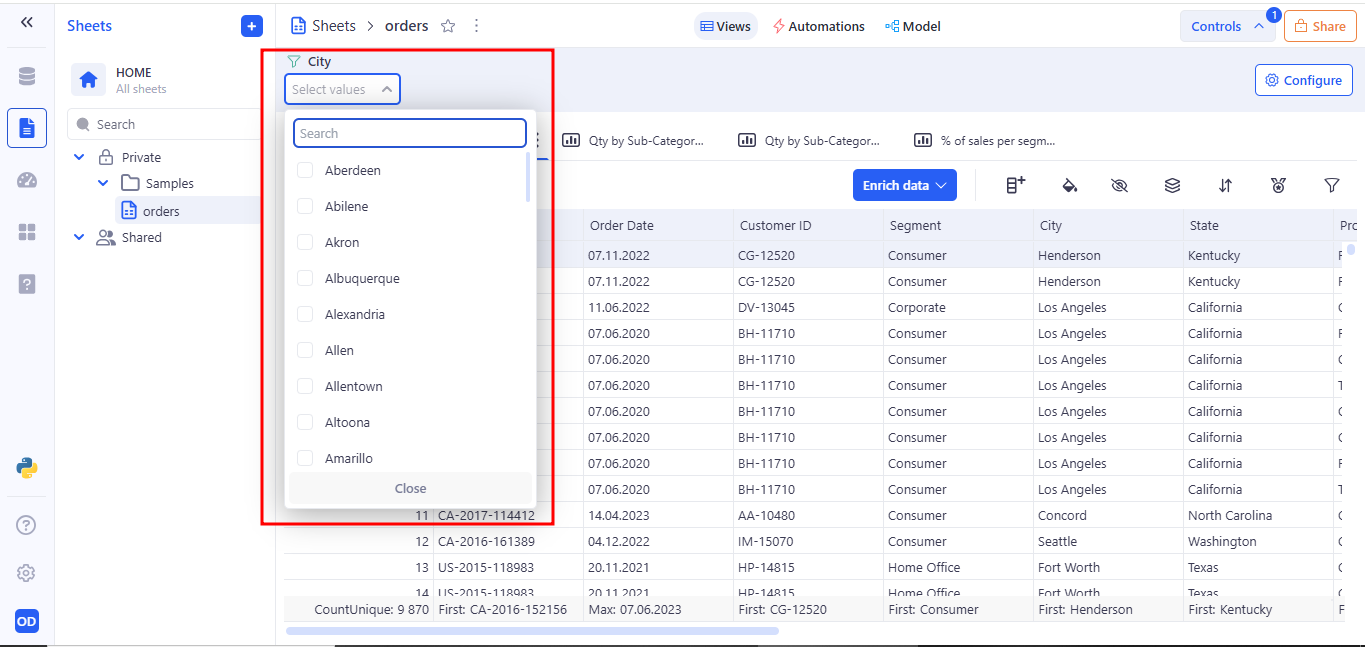 Sheets
Sheets
orders
Views
Automations
Model
Controls
1
Share
HOME
All sheets
City
Select values
Configure
Search
Search
Private
Samples
orders
Shared
Aberdeen
Abilene
Akron
Albuquerque
Alexandria
Allen
Allentown
Altoona
Amarillo
Close
Qty by Sub-Categor...
Qty by Sub-Categor...
% of sales per segm...
Enrich data
Order Date Customer ID Segment City State
07.11.2022 CG-12520 Consumer Henderson Kentucky
07.11.2022 CG-12520 Consumer Henderson Kentucky
11.06.2022 DV-13045 Corporate Los Angeles California
07.06.2020 BH-11710 Consumer Los Angeles California
07.06.2020 BH-11710 Consumer Los Angeles California
07.06.2020 BH-11710 Consumer Los Angeles California
07.06.2020 BH-11710 Consumer Los Angeles California
07.06.2020 BH-11710 Consumer Los Angeles California
07.06.2020 BH-11710 Consumer Los Angeles California
07.06.2020 BH-11710 Consumer Los Angeles California
11 CA-2017-114412 14.04.2023 AA-10480 Consumer Concord North Carolina
12 CA-2016-161389 04.12.2022 IM-15070 Consumer Seattle Washington
13 US-2015-118983 20.11.2021 HP-14815 Home Office Fort Worth Texas
14 US-2015-118983 20.11.2021 HP-14815 Home Office Fort Worth Texas
CountUnique: 9 870 First: CA-2016-152156 Max: 07.06.2023 First: CG-12520 First: Consumer First: Henderson First: Kentucky
OD